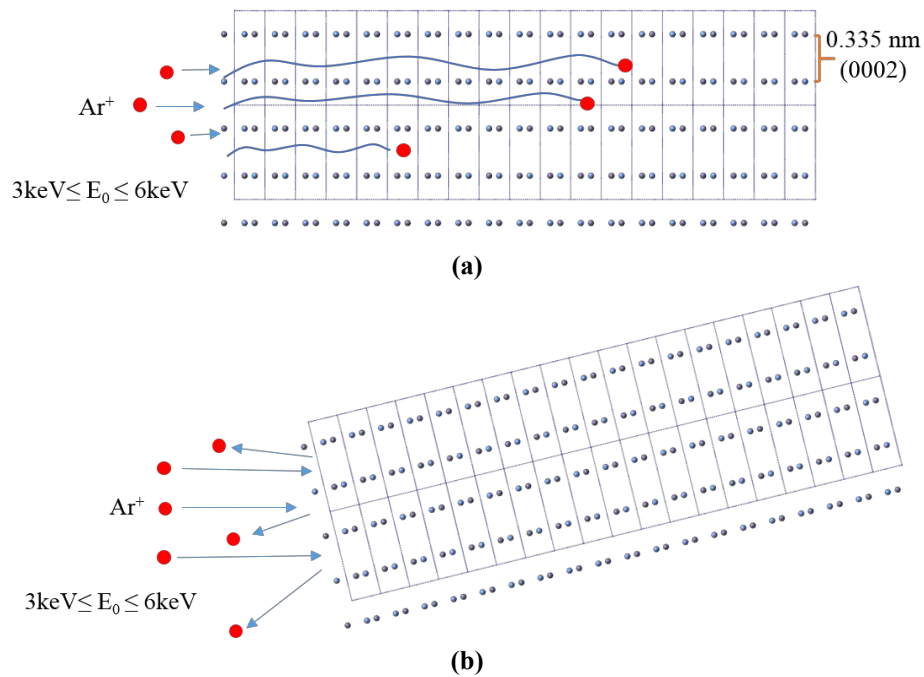 0.335 nm
(0002)
Ar⁺
3keV ≤ E₀ ≤ 6keV
(a)
Ar⁺
3keV ≤ E₀ ≤ 6keV
(b)